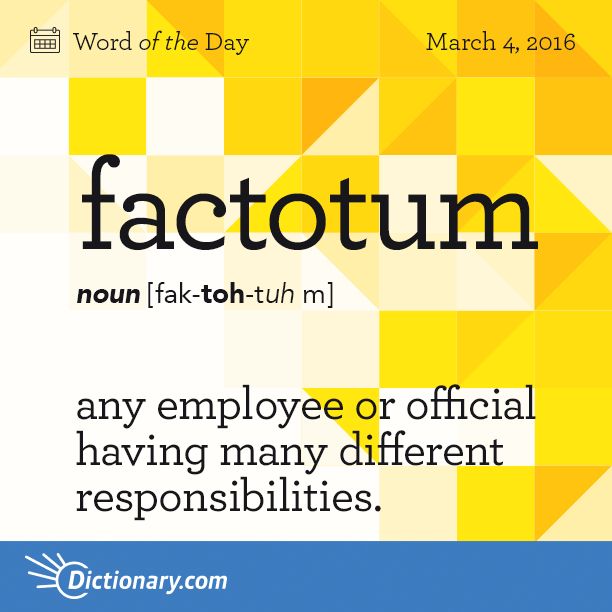 Word of the Day
March 4, 2016
factotum
noun [fak-toh-tuh m]
any employee or official
having many different
responsibilities.
Dictionary.com